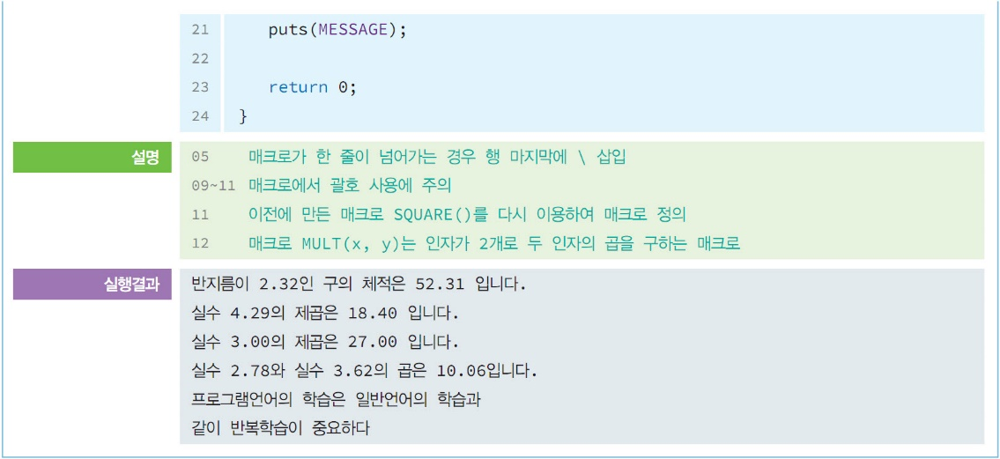 21 puts(MESSAGE);
22
23 return 0;
24 }
설명
05 매크로가 한 줄이 넘어가는 경우 행 마지막에 \ 삽입
09~11 매크로에서 괄호 사용에 주의
11 이전에 만든 매크로 SQUARE()를 다시 이용하여 매크로 정의
12 매크로 MULT(x, y)는 인자가 2개로 두 인자의 곱을 구하는 매크로
실행결과
반지름이 2.32인 구의 체적은 52.31 입니다.
실수 4.29의 제곱은 18.40 입니다.
실수 3.00의 제곱은 27.00 입니다.
실수 2.78와 실수 3.62의 곱은 10.06입니다.
프로그램언어의 학습은 일반언어의 학습과
같이 반복학습이 중요하다